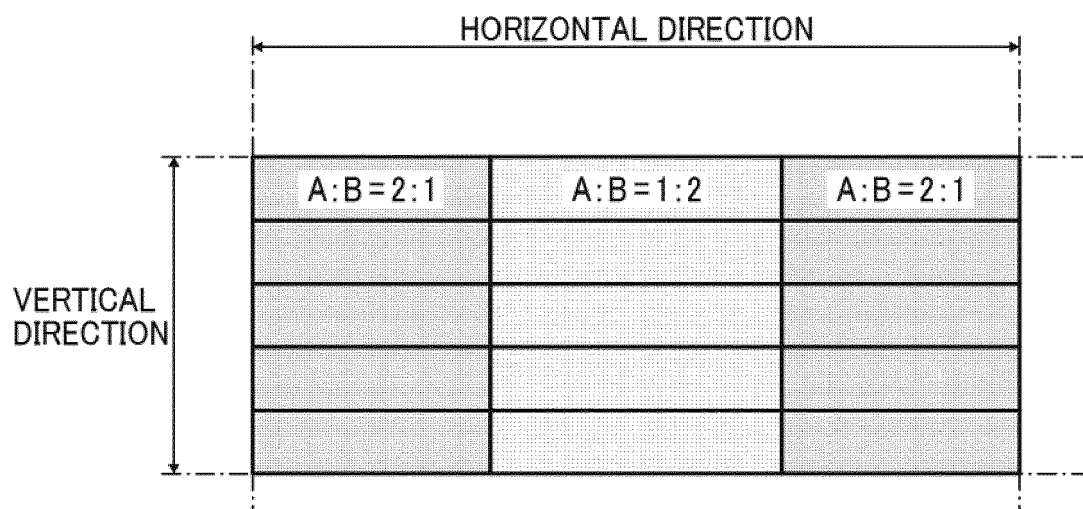 HORIZONTAL DIRECTION
A:B=2:1
A:B=1:2
A:B=2:1
VERTICAL
DIRECTION